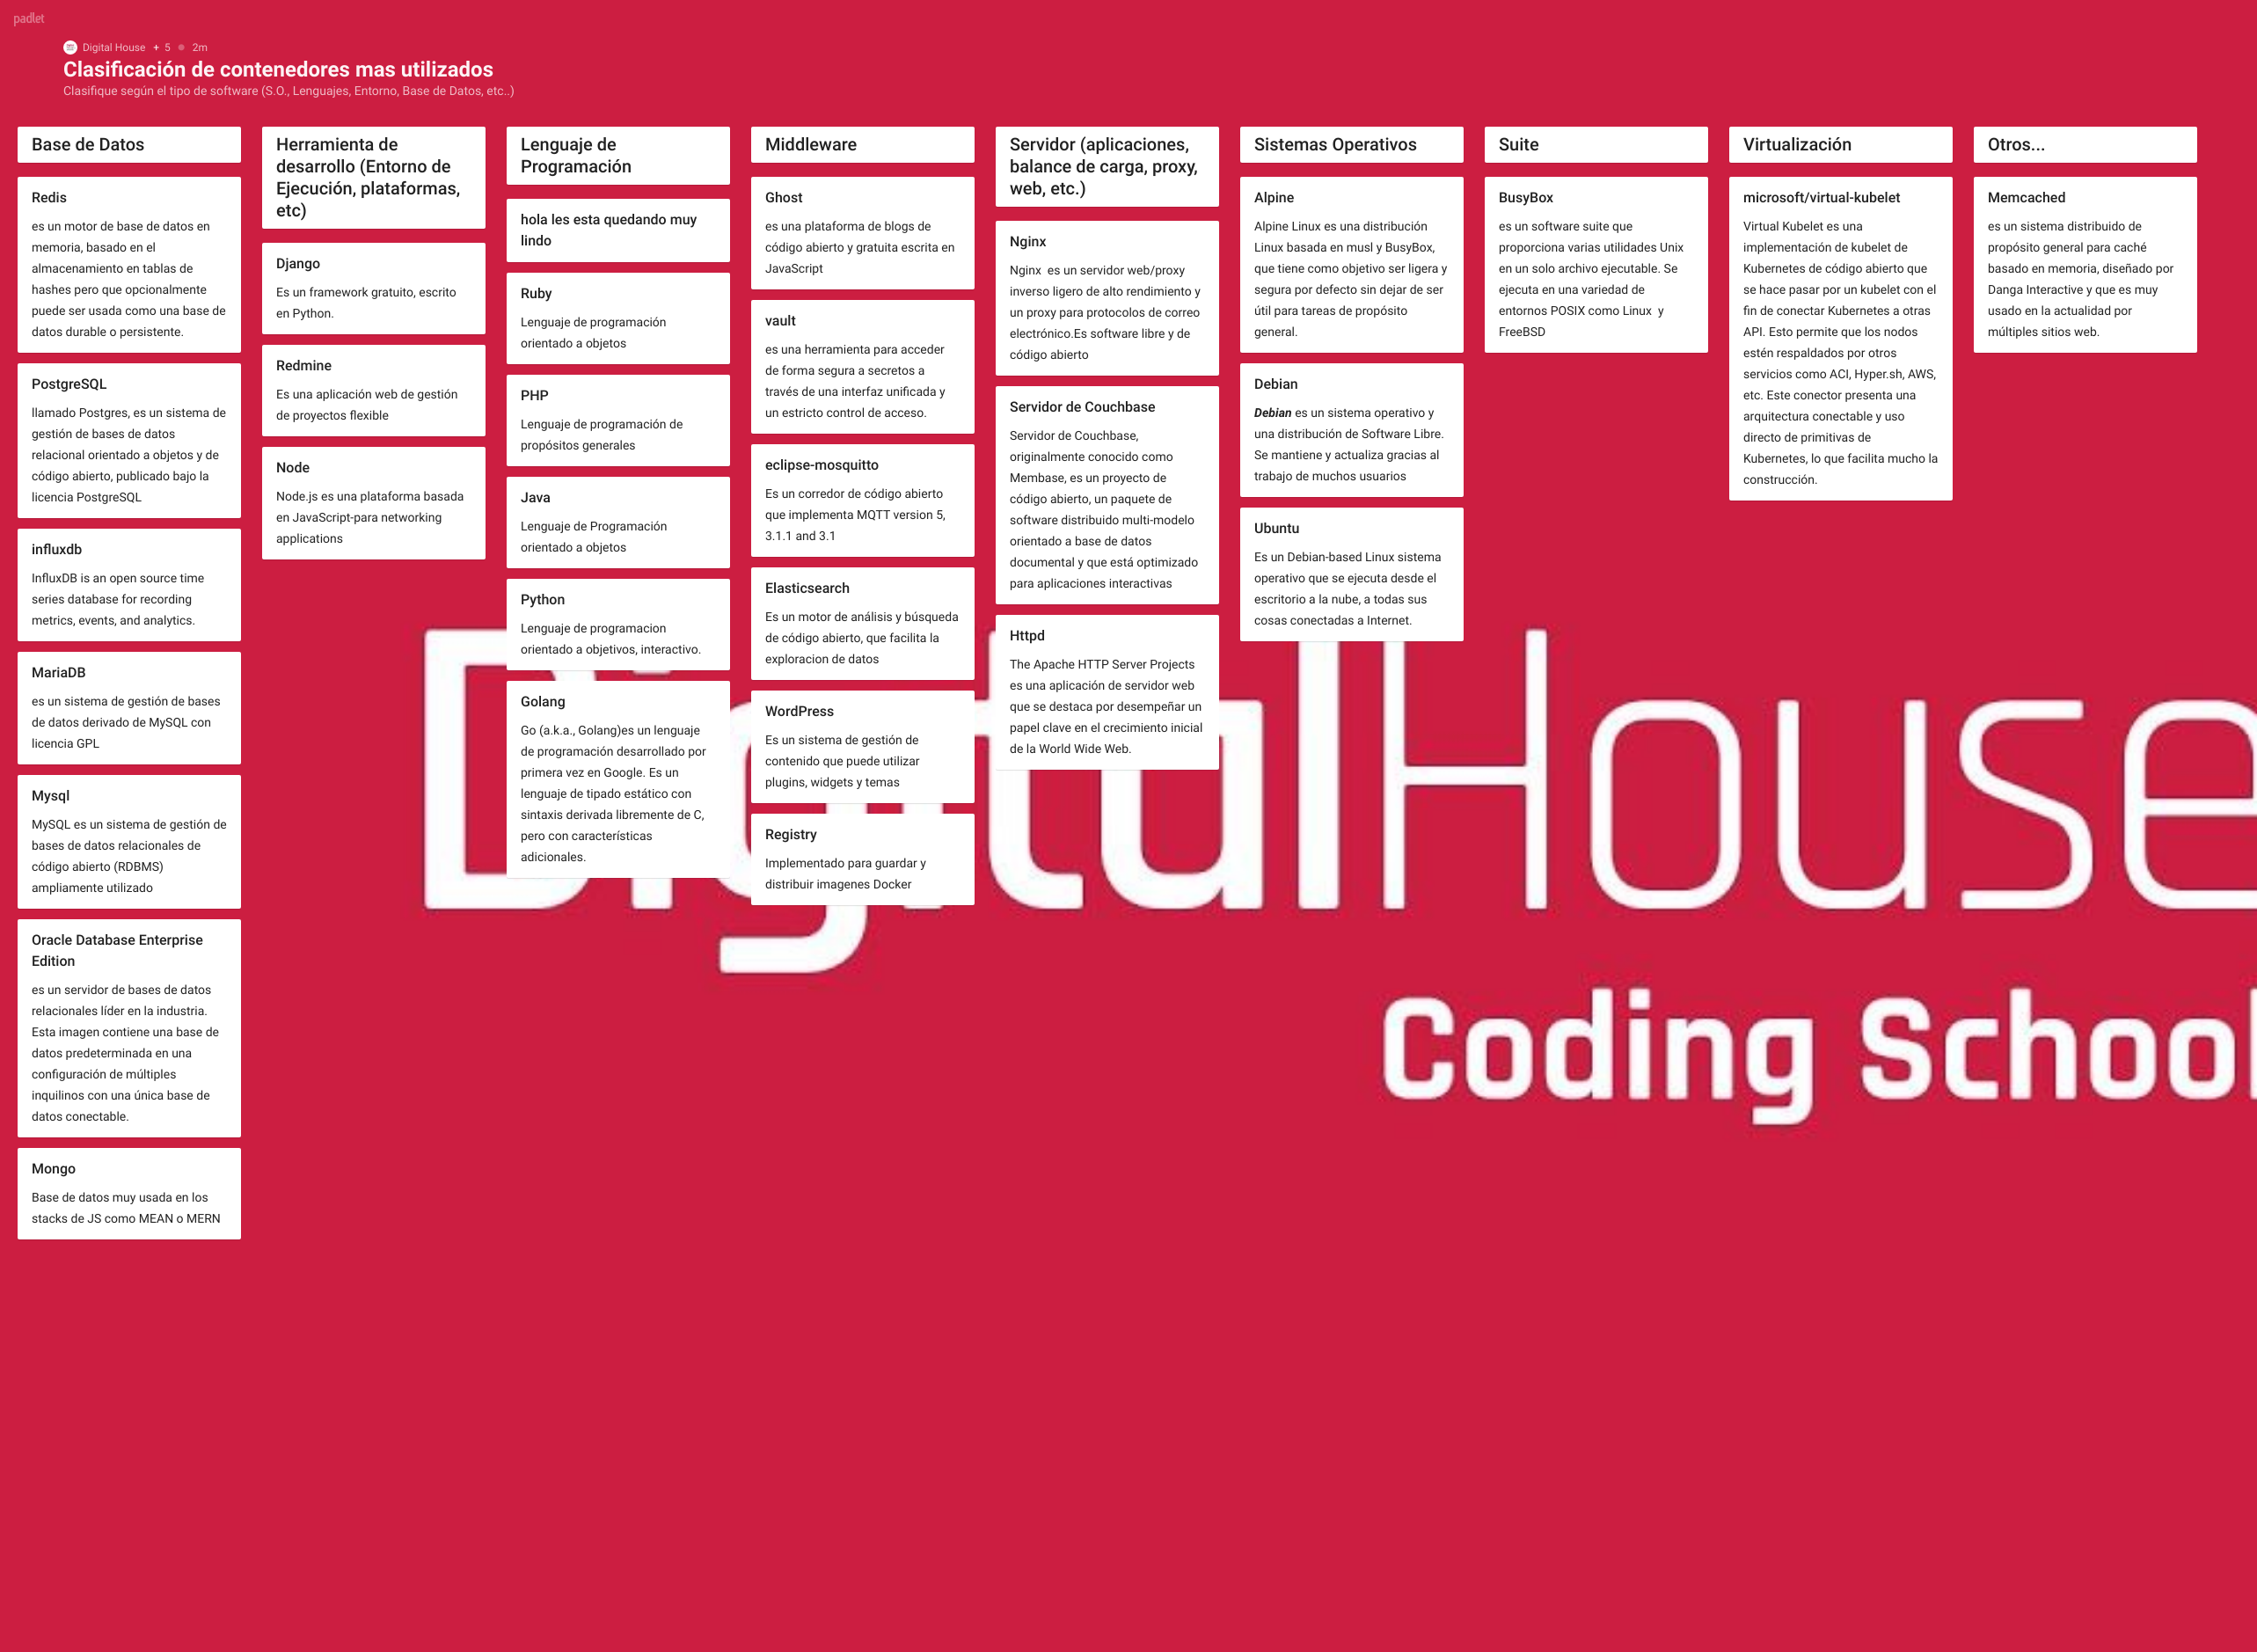 padlet
Digital House + 5 • 2m
Clasificación de contenedores mas utilizados
Clasifique según el tipo de software (S.O., Lenguajes, Entorno, Base de Datos, etc..)
Base de Datos
Redis
es un motor de base de datos en
memoria, basado en el
almacenamiento en tablas de
hashes pero que opcionalmente
puede ser usada como una base de
datos durable o persistente.
PostgreSQL
llamado Postgres, es un sistema de
gestión de bases de datos
relacional orientado a objetos y de
código abierto, publicado bajo la
licencia PostgreSQL
influxdb
InfluxDB is an open source time
series database for recording
metrics, events, and analytics.
MariaDB
es un sistema de gestión de bases
de datos derivado de MySQL con
licencia GPL
Mysql
MySQL es un sistema de gestión de
bases de datos relacionales de
código abierto (RDBMS)
ampliamente utilizado
Oracle Database Enterprise
Edition
es un servidor de bases de datos
relacionales líder en la industria.
Esta imagen contiene una base de
datos predeterminada en una
configuración de múltiples
inquilinos con una única base de
datos conectable.
Mongo
Base de datos muy usada en los
stacks de JS como MEAN o MERN
Herramienta de
desarrollo (Entorno de
Ejecución, plataformas,
etc)
Django
Es un framework gratuito, escrito
en Python.
Redmine
Es una aplicación web de gestión
de proyectos flexible
Node
Node.js es una plataforma basada
en JavaScript-para networking
applications
Lenguaje de
Programación
hola les esta quedando muy
lindo
Ruby
Lenguaje de programación
orientado a objetos
PHP
Lenguaje de programación de
propósitos generales
Java
Lenguaje de Programación
orientado a objetos
Python
Lenguaje de programacion
orientado a objetivos, interactivo.
Golang
Go (a.k.a., Golang)es un lenguaje
de programación desarrollado por
primera vez en Google. Es un
lenguaje de tipado estático con
sintaxis derivada libremente de C,
pero con características
adicionales.
Middleware
Ghost
es una plataforma de blogs de
código abierto y gratuita escrita en
JavaScript
vault
es una herramienta para acceder
de forma segura a secretos a
través de una interfaz unificada y
un estricto control de acceso.
eclipse-mosquitto
Es un corredor de código abierto
que implementa MQTT version 5,
3.1.1 and 3.1
Elasticsearch
Es un motor de análisis y búsqueda
de código abierto, que facilita la
exploracion de datos
WordPress
Es un sistema de gestión de
contenido que puede utilizar
plugins, widgets y temas
Registry
Implementado para guardar y
distribuir imagenes Docker
Servidor (aplicaciones,
balance de carga, proxy,
web, etc.)
Nginx
Nginx  es un servidor web/proxy
inverso ligero de alto rendimiento y
un proxy para protocolos de correo
electrónico.Es software libre y de
código abierto
Servidor de Couchbase
Servidor de Couchbase,
originalmente conocido como
Membase, es un proyecto de
código abierto, un paquete de
software distribuido multi-modelo
orientado a base de datos
documental y que está optimizado
para aplicaciones interactivas
Httpd
The Apache HTTP Server Projects
es una aplicación de servidor web
que se destaca por desempeñar un
papel clave en el crecimiento inicial
de la World Wide Web.
Sistemas Operativos
Alpine
Alpine Linux es una distribución
Linux basada en musl y BusyBox,
que tiene como objetivo ser ligera y
segura por defecto sin dejar de ser
útil para tareas de propósito
general.
Debian
Debian es un sistema operativo y
una distribución de Software Libre.
Se mantiene y actualiza gracias al
trabajo de muchos usuarios
Ubuntu
Es un Debian-based Linux sistema
operativo que se ejecuta desde el
escritorio a la nube, a todas sus
cosas conectadas a Internet.
Suite
BusyBox
es un software suite que
proporciona varias utilidades Unix
en un solo archivo ejecutable. Se
ejecuta en una variedad de
entornos POSIX como Linux  y
FreeBSD
Virtualización
microsoft/virtual-kubelet
Virtual Kubelet es una
implementación de kubelet de
Kubernetes de código abierto que
se hace pasar por un kubelet con el
fin de conectar Kubernetes a otras
API. Esto permite que los nodos
estén respaldados por otros
servicios como ACI, Hyper.sh, AWS,
etc. Este conector presenta una
arquitectura conectable y uso
directo de primitivas de
Kubernetes, lo que facilita mucho la
construcción.
Otros...
Memcached
es un sistema distribuido de
propósito general para caché
basado en memoria, diseñado por
Danga Interactive y que es muy
usado en la actualidad por
múltiples sitios web.
DigitalHouse
Coding School